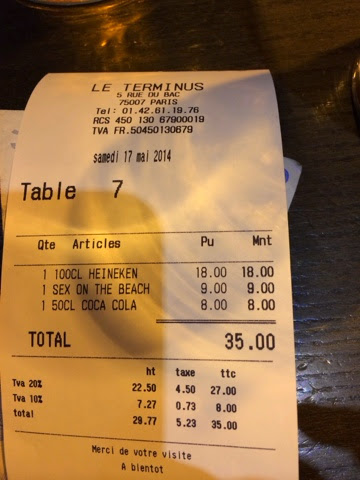 LE TERMINUS
5 RUE DU BAC
75007 PARIS
Tel: 01.42.61.19.76
RCS 450 130 67900019
TVA FR.50450130679
samedi 17 mai 2014
Table 7
Qte Articles Pu Mnt
1 100CL HEINEKEN 18.00 18.00
1 SEX ON THE BEACH 9.00 9.00
1 50CL COCA COLA 8.00 8.00
TOTAL 35.00
ht taxe ttc
Tva 20% 22.50 4.50 27.00
Tva 10% 7.27 0.73 8.00
total 29.77 5.23 35.00
Merci de votre visite
A bientot